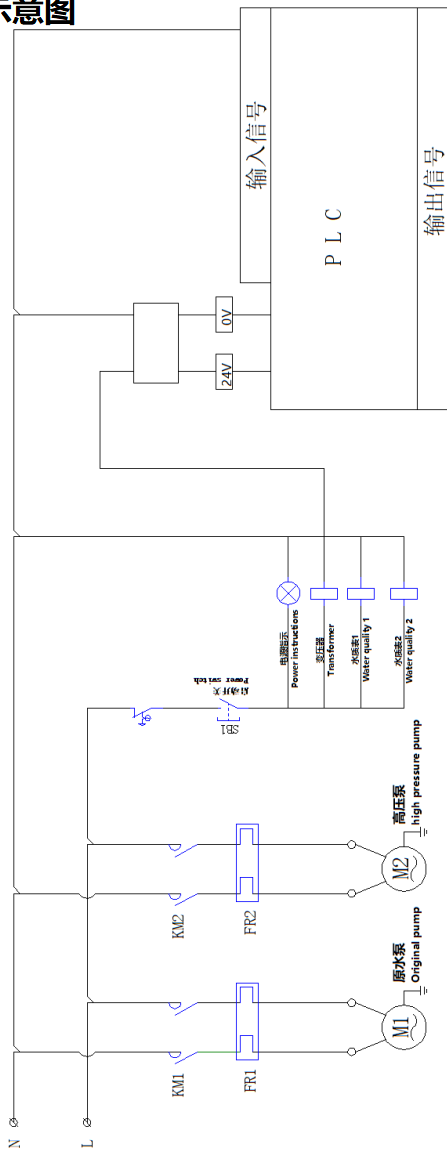 示意图
输入信号
PLC
输出信号
0V
24V
电源指示
Power instructions
变压器
Transformer
水质表1
Water quality 1
水质表2
Water quality 2
启动开关
Power switch
SB1
KM2
FR2
M2
高压泵
high pressure pump
KM1
FR1
M1
原水泵
Original pump
N
L